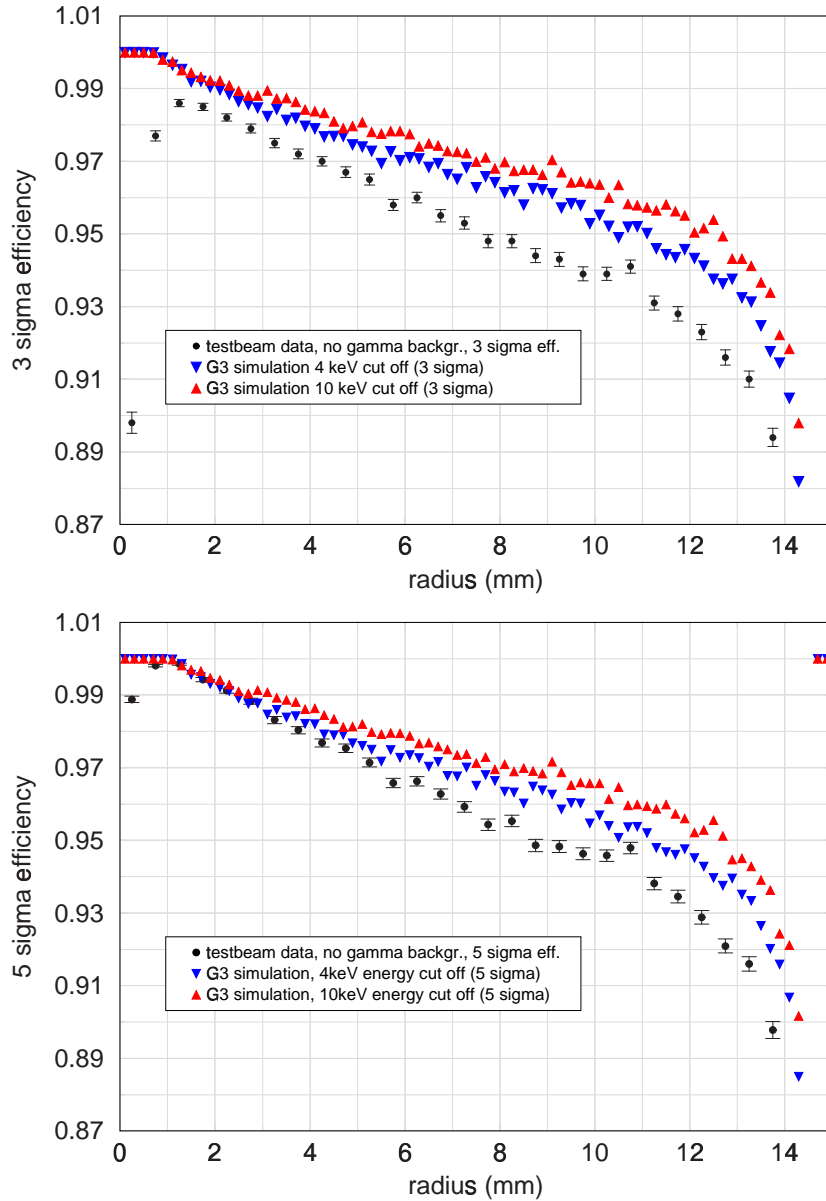 1.01
0.99
0.97
0.95
0.93
0.91
0.89
0.87
3 sigma efficiency
testbeam data, no gamma backgr., 3 sigma eff.
G3 simulation 4 keV cut off (3 sigma)
G3 simulation 10 keV cut off (3 sigma)
0 2 4 6 8 10 12 14
radius (mm)
1.01
0.99
0.97
0.95
0.93
0.91
0.89
0.87
5 sigma efficiency
testbeam data, no gamma backgr., 5 sigma eff.
G3 simulation, 4keV energy cut off (5 sigma)
G3 simulation, 10keV energy cut off (5 sigma)
0 2 4 6 8 10 12 14
radius (mm)